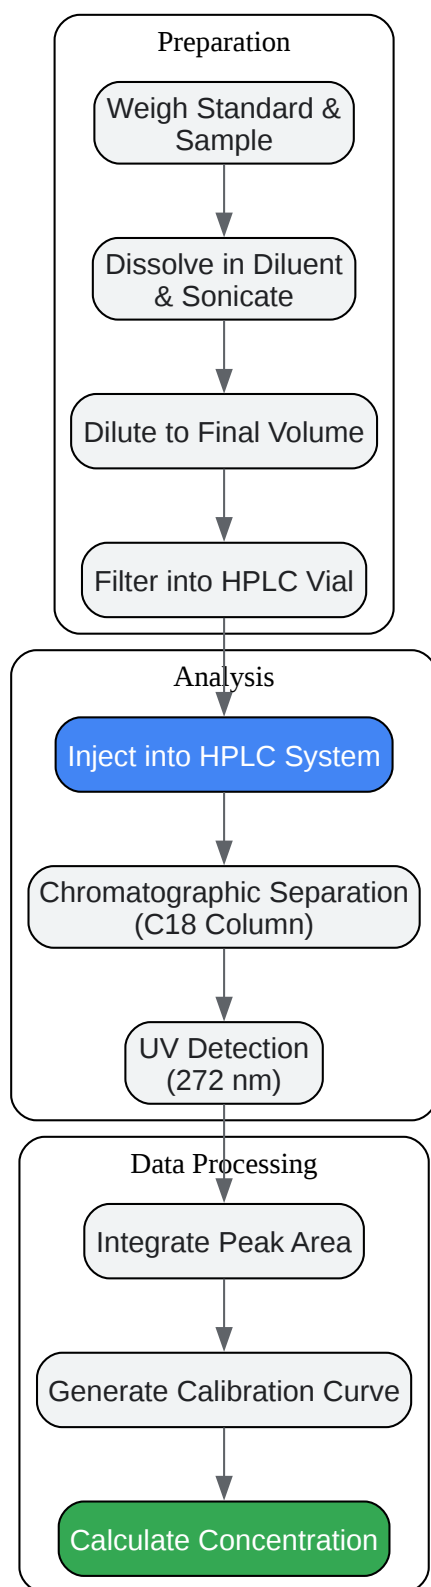 Preparation
Weigh Standard &
Sample
Dissolve in Diluent
& Sonicate
Dilute to Final Volume
Filter into HPLC Vial
Analysis
Inject into HPLC System
Chromatographic Separation
(C18 Column)
UV Detection
(272 nm)
Data Processing
Integrate Peak Area
Generate Calibration Curve
Calculate Concentration